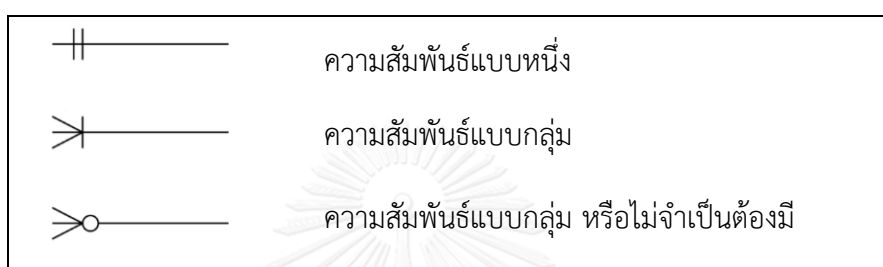 ความสัมพันธ์แบบหนึ่ง
ความสัมพันธ์แบบกลุ่ม
ความสัมพันธ์แบบกลุ่ม หรือไม่จำเป็นต้องมี